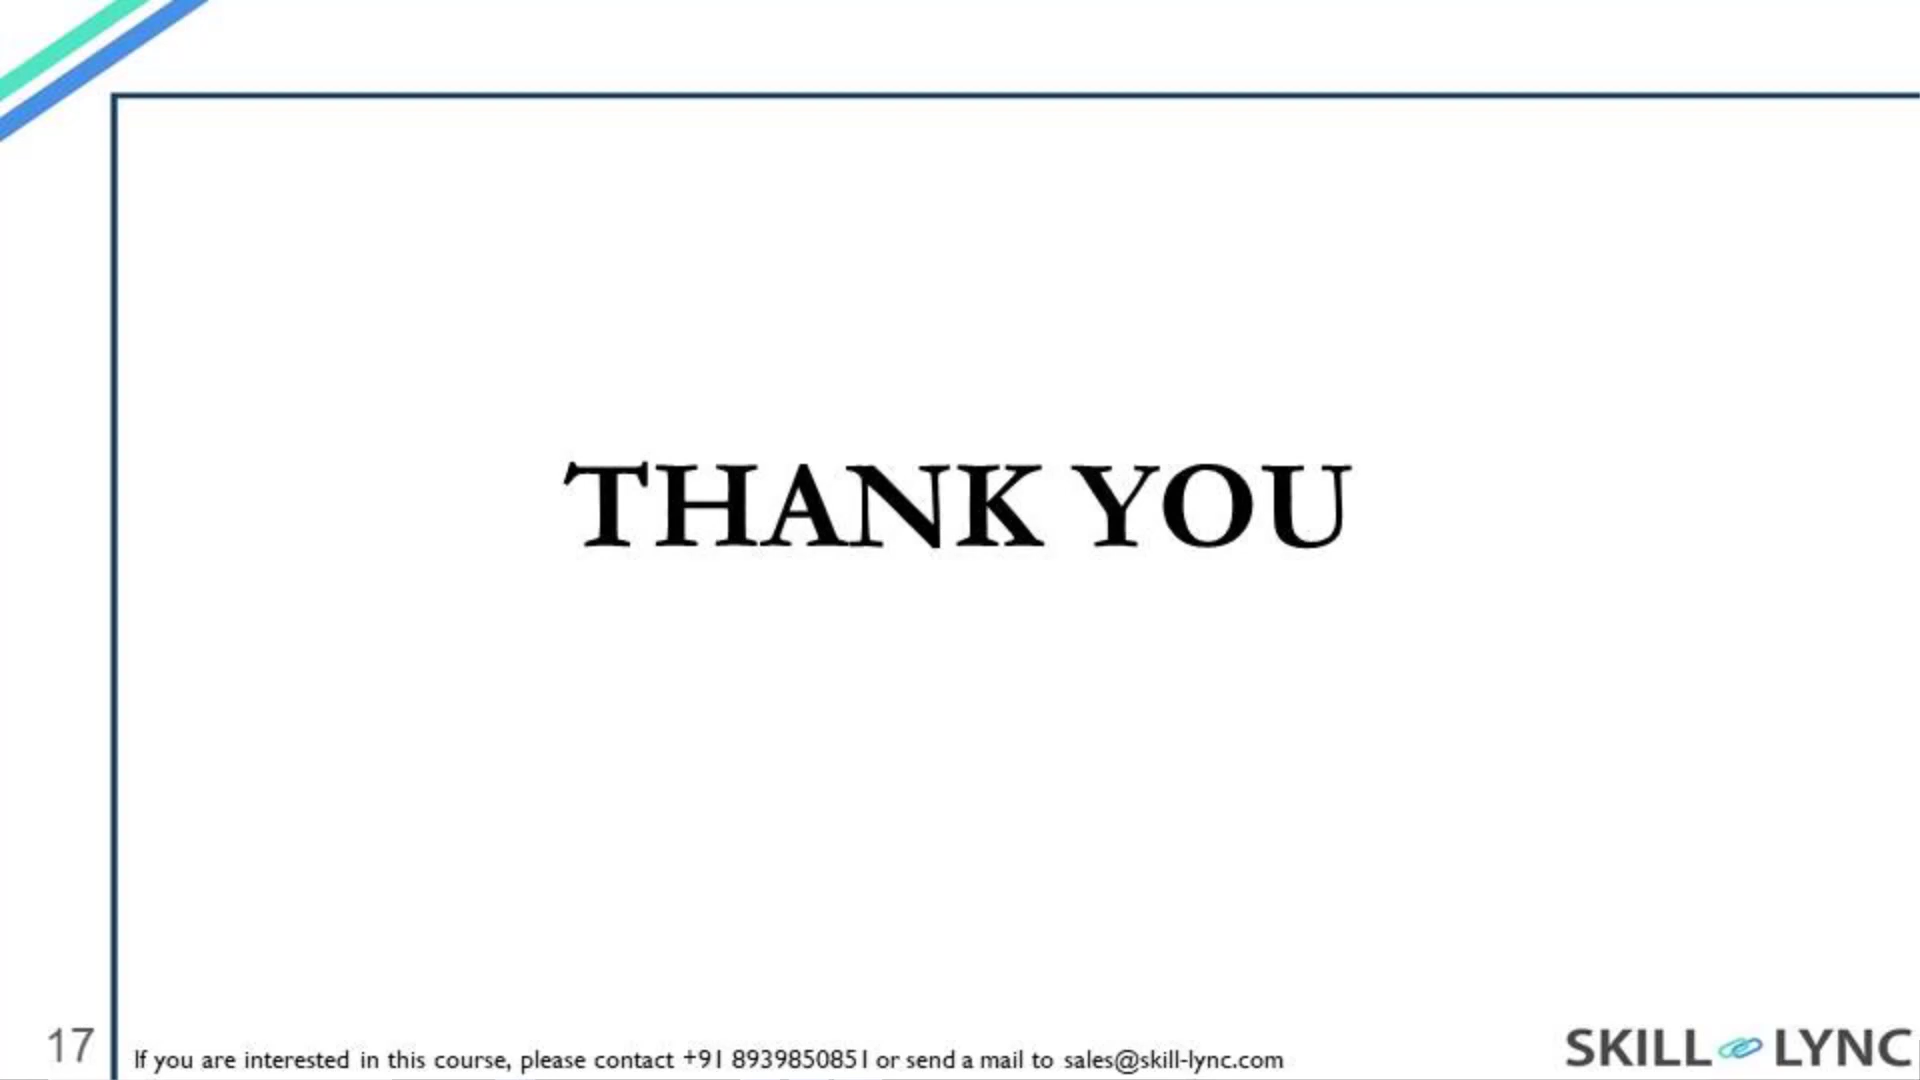 THANK YOU
17
If you are interested in this course, please contact +91 8939850851 or send a mail to sales@skill-lync.com
SKILL LYNC